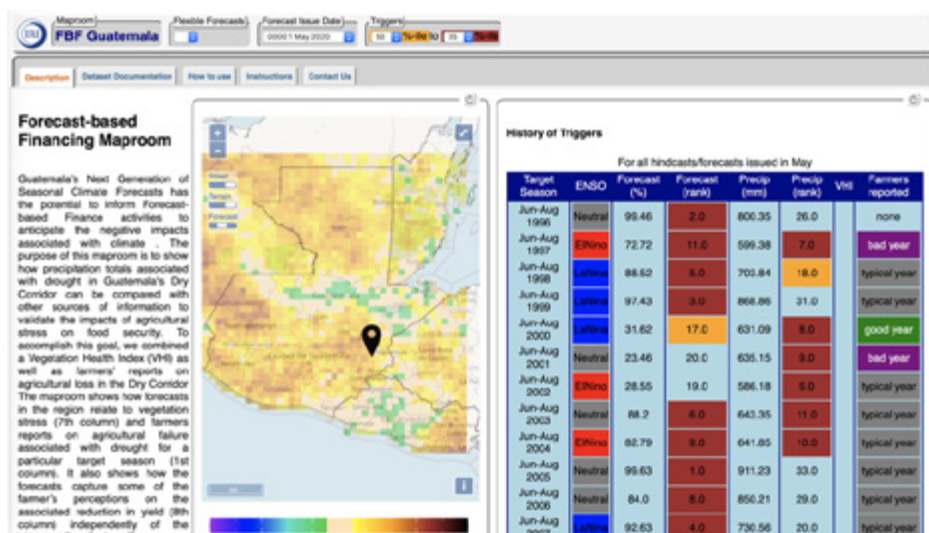 Maproom
FBF Guatemala
Flexible Forecasts
Forecast Issue Date
0000 1 May 2020
Triggers
50 %-ile to 35 %-ile
Description
Dataset Documentation
How to use
Instructions
Contact Us
Forecast-based
Financing Maproom
Guatemala's Next Generation of
Seasonal Climate Forecasts has
the potential to inform Forecast-
based Finance activities to
anticipate the negative impacts
associated with climate . The
purpose of this maproom is to show
how precipitation totals associated
with drought in Guatemala's Dry
Corridor can be compared with
other sources of information to
validate the impacts of agricultural
stress on food security. To
accomplish this goal, we combined
a Vegetation Health Index (VHI) as
well as farmers' reports on
agricultural loss in the Dry Corridor
The maproom shows how forecasts
in the region relate to vegetation
stress (7th column) and farmers
reports on agricultural failure
associated with drought for a
particular target season (1st
column). It also shows how the
forecasts capture some of the
farmer's perceptions on the
associated reduction in yield (8th
column) independently of the
Terrain
Forecast
History of Triggers
For all hindcasts/forecasts issued in May
Target Season ENSO Forecast (%) Forecast (rank) Precip (mm) Precip (rank) VHI Farmers reported
Jun-Aug 1996 Neutral 99.46 2.0 800.35 26.0 none
Jun-Aug 1997 ElNino 72.72 11.0 599.38 7.0 bad year
Jun-Aug 1998 LaNina 88.52 5.0 703.84 18.0 typical year
Jun-Aug 1999 LaNina 97.43 3.0 868.86 31.0 typical year
Jun-Aug 2000 LaNina 31.62 17.0 631.09 8.0 good year
Jun-Aug 2001 Neutral 23.46 20.0 635.15 9.0 bad year
Jun-Aug 2002 ElNino 28.55 19.0 586.18 5.0 typical year
Jun-Aug 2003 Neutral 88.2 6.0 643.35 11.0 typical year
Jun-Aug 2004 ElNino 82.79 9.0 641.85 10.0 typical year
Jun-Aug 2005 Neutral 99.63 1.0 911.23 33.0 typical year
Jun-Aug 2006 Neutral 84.0 8.0 850.21 29.0 typical year
Jun-Aug LaNina 92.63 4.0 730.56 20.0 typical year